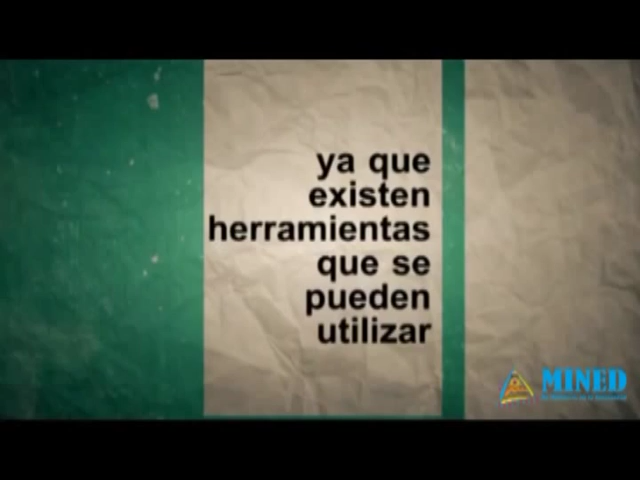 ya que
existen
herramientas
que se
pueden
utilizar
MINED